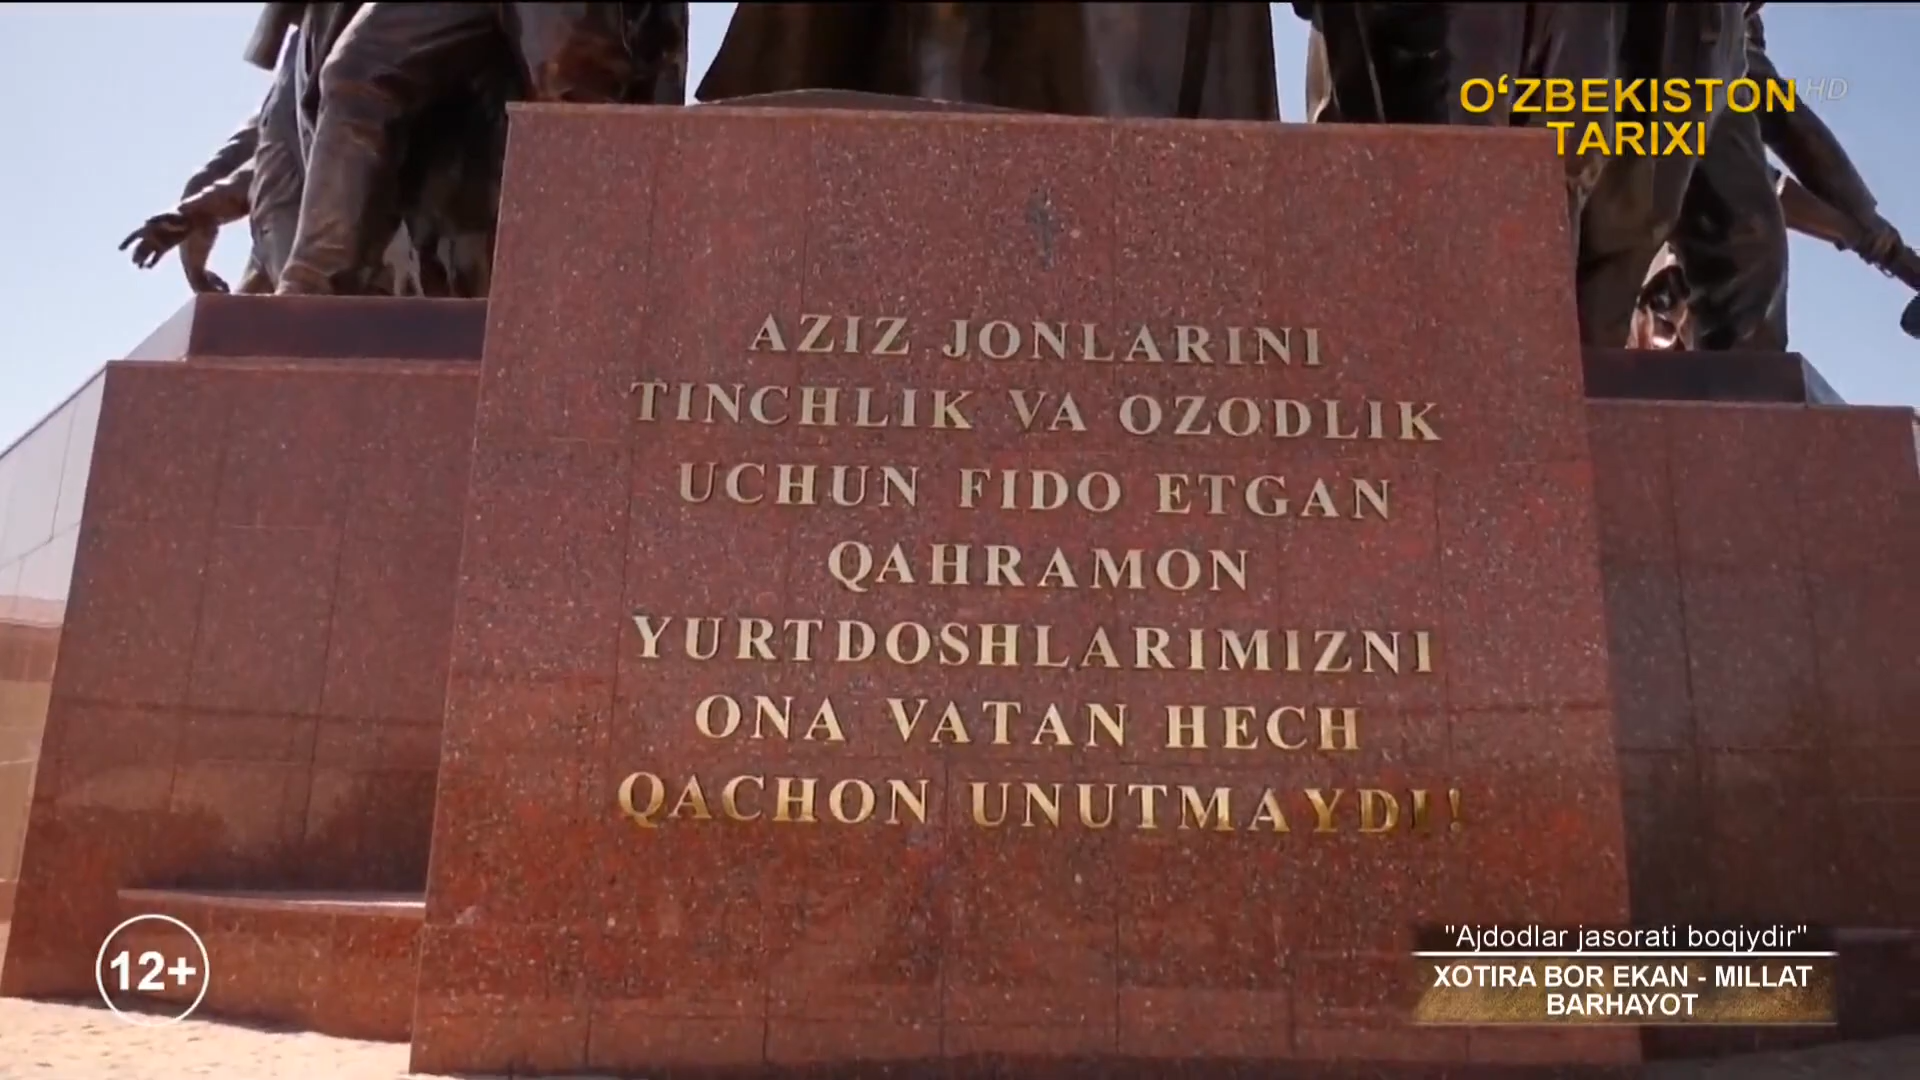 O‘ZBEKISTON HD
TARIXI
AZIZ JONLARINI
TINCHLIK VA OZODLIK
UCHUN FIDO ETGAN
QAHRAMON
YURTDOSHLARIMIZNI
ONA VATAN HECH
QACHON UNUTMAYDI!
12+
"Ajdodlar jasorati boqiydir"
XOTIRA BOR EKAN - MILLAT
BARHAYOT